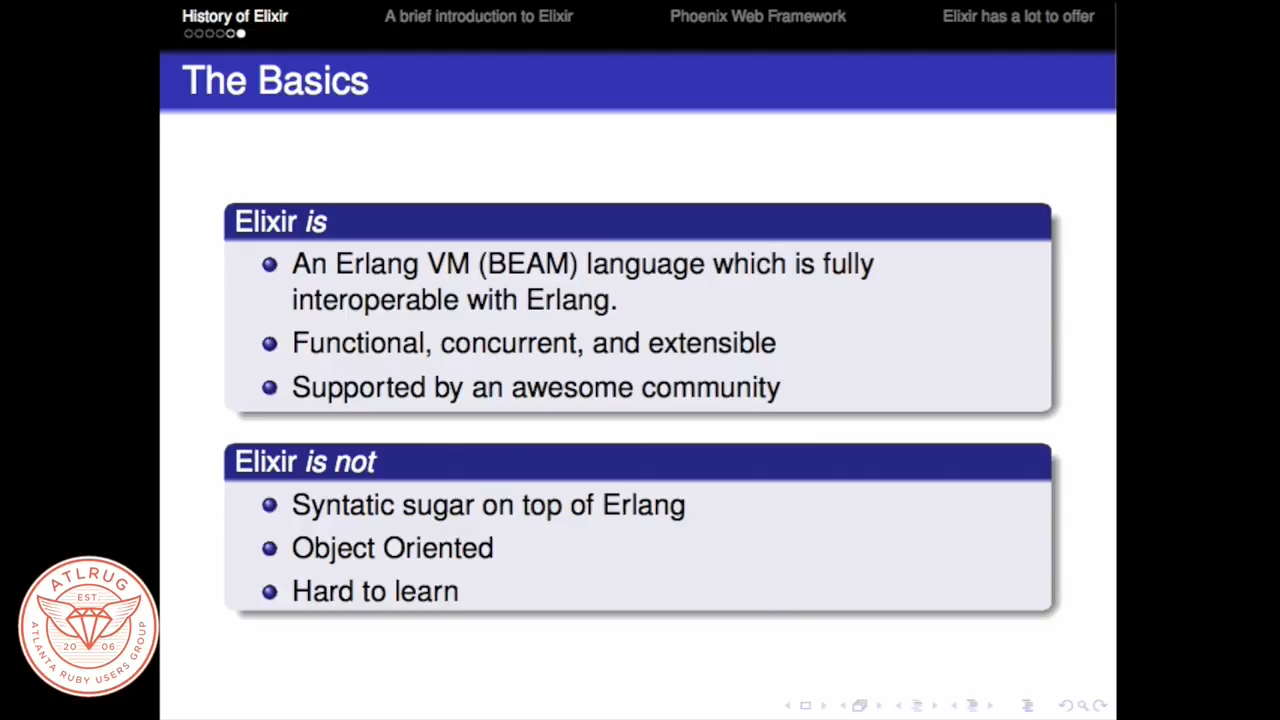 History of Elixir
A brief introduction to Elixir
Phoenix Web Framework
Elixir has a lot to offer
The Basics
Elixir is
An Erlang VM (BEAM) language which is fully
interoperable with Erlang.
Functional, concurrent, and extensible
Supported by an awesome community
Elixir is not
Syntatic sugar on top of Erlang
Object Oriented
Hard to learn
ATLRUG
EST.
20 06
ATLANTA RUBY USERS GROUP